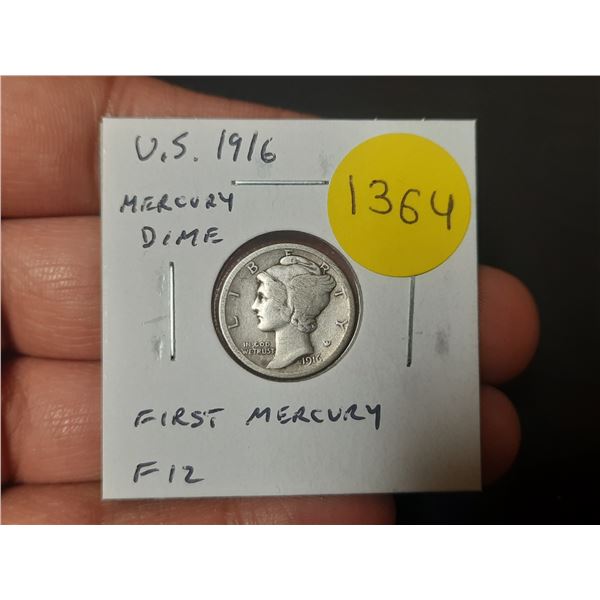 U.S. 1916
1364
MERCURY
DIME
LIBERTY
IN GOD
WE TRUST
1916
FIRST MERCURY
F12